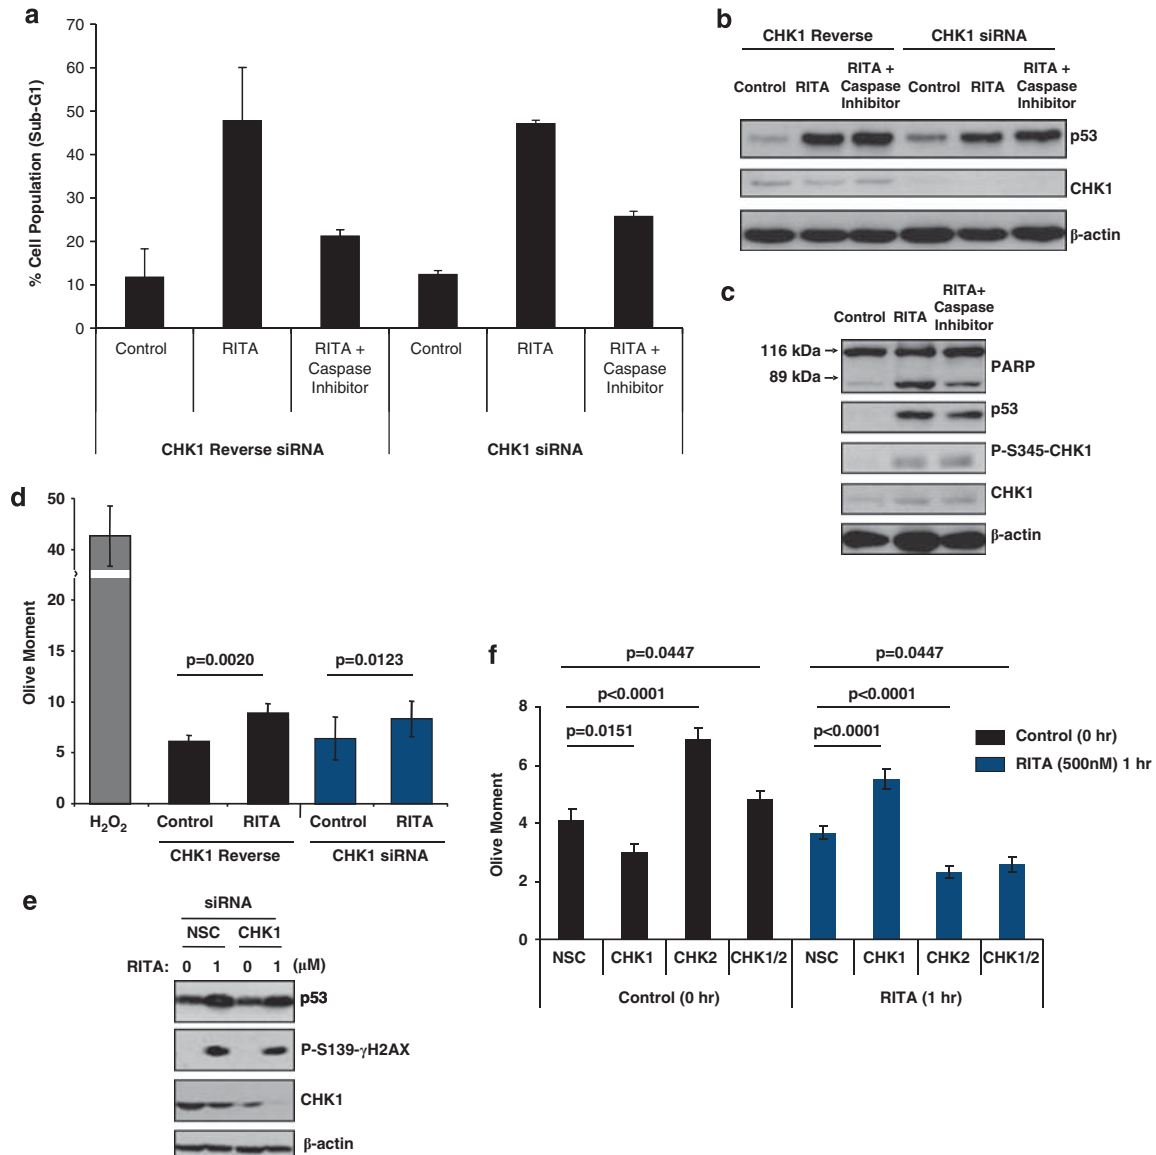 a
70
60
50
40
30
20
10
0
% Cell Population (Sub-G1)
Control
RITA
RITA +
Caspase
Inhibitor
Control
RITA
RITA +
Caspase
Inhibitor
CHK1 Reverse siRNA
CHK1 siRNA
b
CHK1 Reverse
CHK1 siRNA
Control
RITA
RITA +
Caspase
Inhibitor
Control
RITA
RITA +
Caspase
Inhibitor
p53
CHK1
β-actin
c
Control
RITA
RITA+
Caspase
Inhibitor
116 kDa→
89 kDa→
PARP
p53
P-S345-CHK1
CHK1
β-actin
d
50
40
20
15
10
5
0
Olive Moment
p=0.0020
p=0.0123
H₂O₂
Control
RITA
Control
RITA
CHK1 Reverse
CHK1 siRNA
e
siRNA
NSC
CHK1
RITA: 0 1 0 1 (μM)
p53
P-S139-γH2AX
CHK1
β-actin
f
p=0.0447
p<0.0001
p=0.0151
p=0.0447
p<0.0001
p<0.0001
8
6
4
2
0
Olive Moment
Control (0 hr)
RITA (500nM) 1 hr
NSC
CHK1
CHK2
CHK1/2
NSC
CHK1
CHK2
CHK1/2
Control (0 hr)
RITA (1 hr)